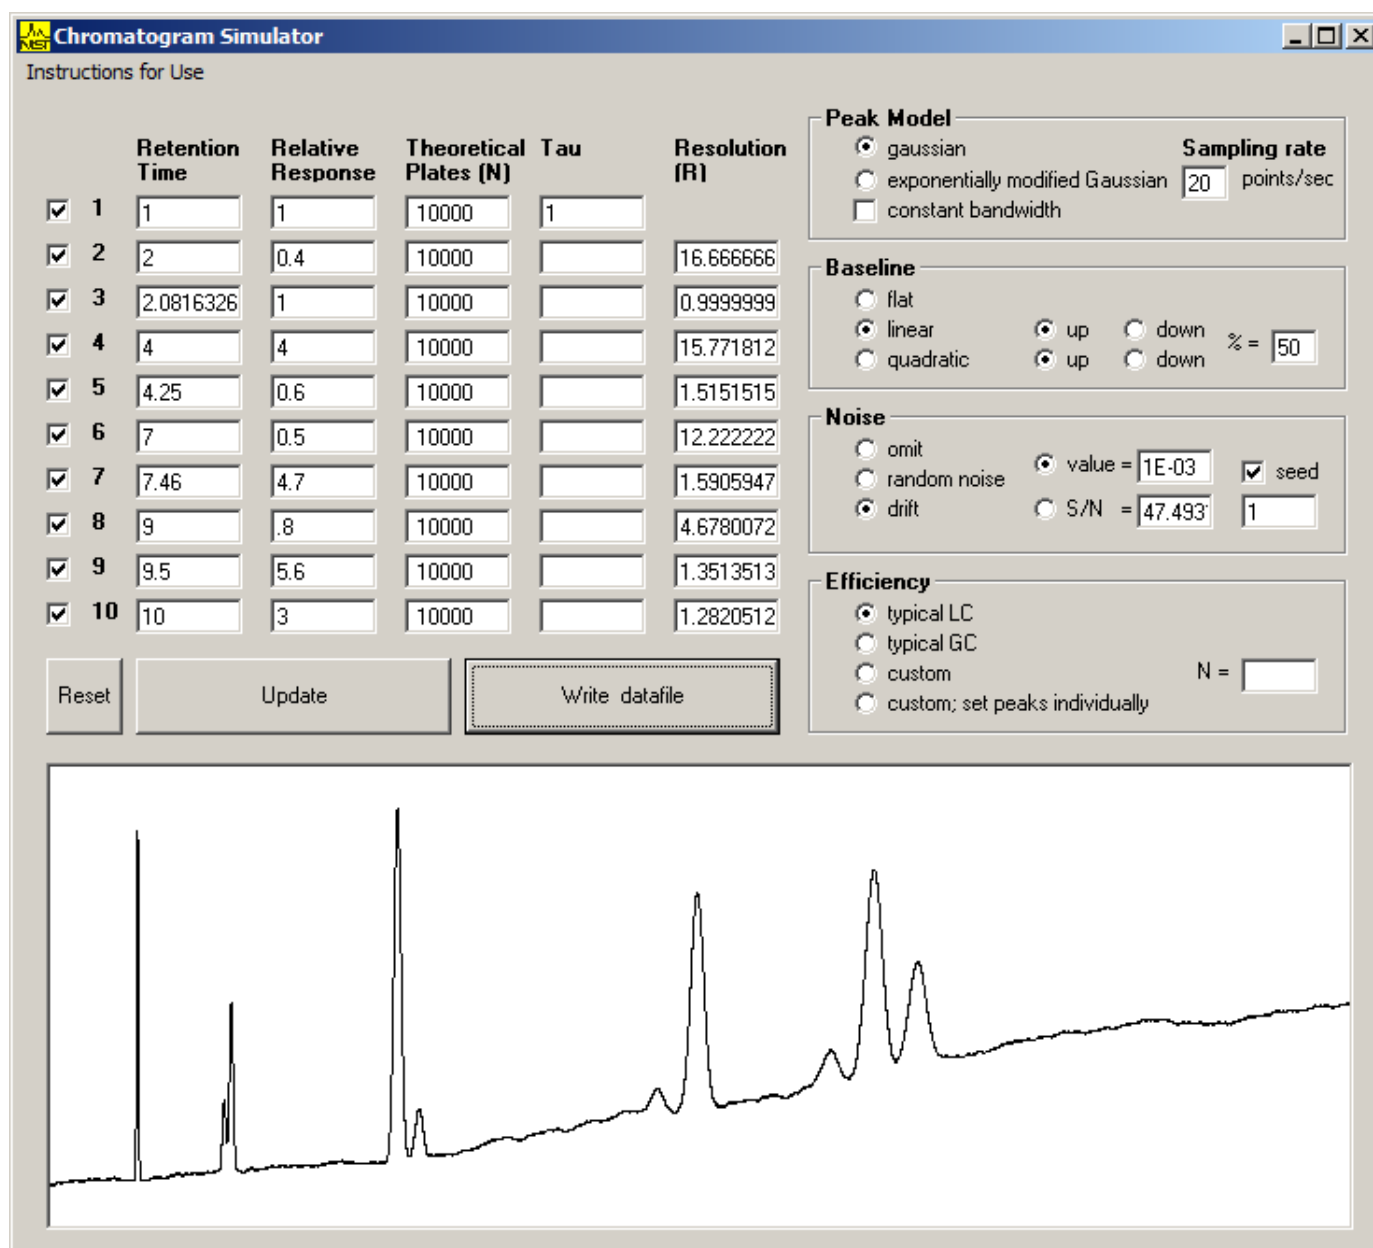 NIST Chromatogram Simulator
Instructions for Use
Retention Time Relative Response Theoretical Plates (N) Tau Resolution (R)
1 1 1 10000 1
2 2 0.4 10000 16.666666
3 2.0816326 1 10000 0.9999999
4 4 4 10000 15.771812
5 4.25 0.6 10000 1.5151515
6 7 0.5 10000 12.222222
7 7.46 4.7 10000 1.5905947
8 9 .8 10000 4.6780072
9 9.5 5.6 10000 1.3513513
10 10 3 10000 1.2820512
Reset Update Write datafile
Peak Model
gaussian Sampling rate
exponentially modified Gaussian 20 points/sec
constant bandwidth
Baseline
flat
linear up down % = 50
quadratic up down
Noise
omit
random noise value = 1E-03 seed
drift S/N = 47.493 1
Efficiency
typical LC
typical GC
custom N =
custom; set peaks individually